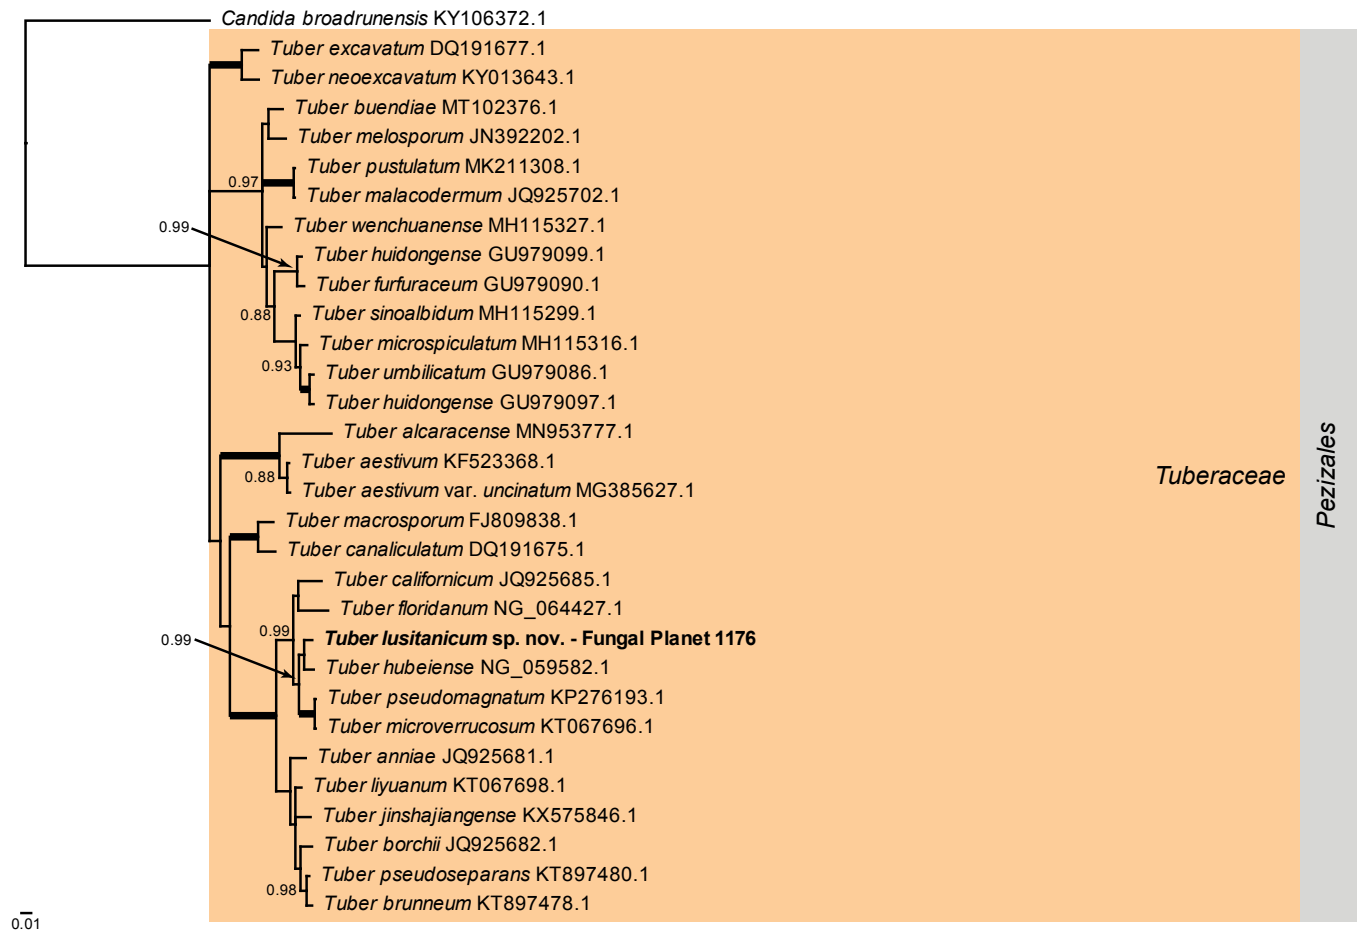 Candida broadrunensis KY106372.1
Tuber excavatum DQ191677.1
Tuber neoexcavatum KY013643.1
Tuber buendiae MT102376.1
Tuber melosporum JN392202.1
Tuber pustulatum MK211308.1
0.97
Tuber malacodermum JQ925702.1
Tuber wenchuanense MH115327.1
0.99
Tuber huidongense GU979099.1
Tuber furfuraceum GU979090.1
Tuber sinoalbidum MH115299.1
0.88
Tuber microspiculatum MH115316.1
0.93
Tuber umbilicatum GU979086.1
Tuber huidongense GU979097.1
Tuber alcaracense MN953777.1
Tuber aestivum KF523368.1
0.88
Tuber aestivum var. uncinatum MG385627.1
Tuberaceae
Pezizales
Tuber macrosporum FJ809838.1
Tuber canaliculatum DQ191675.1
Tuber californicum JQ925685.1
Tuber floridanum NG_064427.1
0.99
0.99
Tuber lusitanicum sp. nov. - Fungal Planet 1176
Tuber hubeiense NG_059582.1
Tuber pseudomagnatum KP276193.1
Tuber microverrucosum KT067696.1
Tuber anniae JQ925681.1
Tuber liyuanum KT067698.1
Tuber jinshajiangense KX575846.1
Tuber borchii JQ925682.1
Tuber pseudoseparans KT897480.1
0.98
Tuber brunneum KT897478.1
0.01